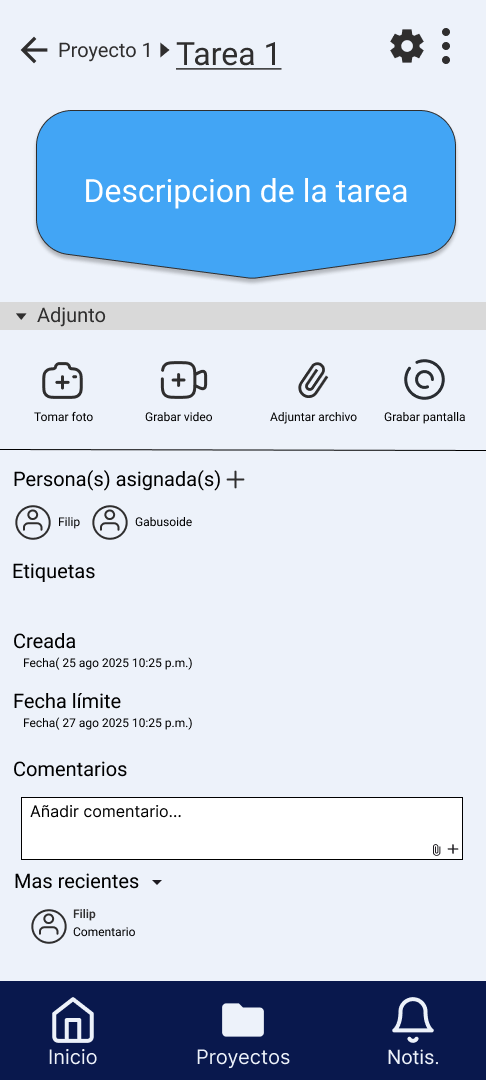 Proyecto 1 Tarea 1
Descripcion de la tarea
Adjunto
Tomar foto Grabar video Adjuntar archivo Grabar pantalla
Persona(s) asignada(s)
Filip Gabusoide
Etiquetas
Creada
Fecha( 25 ago 2025 10:25 p.m.)
Fecha límite
Fecha( 27 ago 2025 10:25 p.m.)
Comentarios
Añadir comentario...
Mas recientes
Filip
Comentario
Inicio Proyectos Notis.